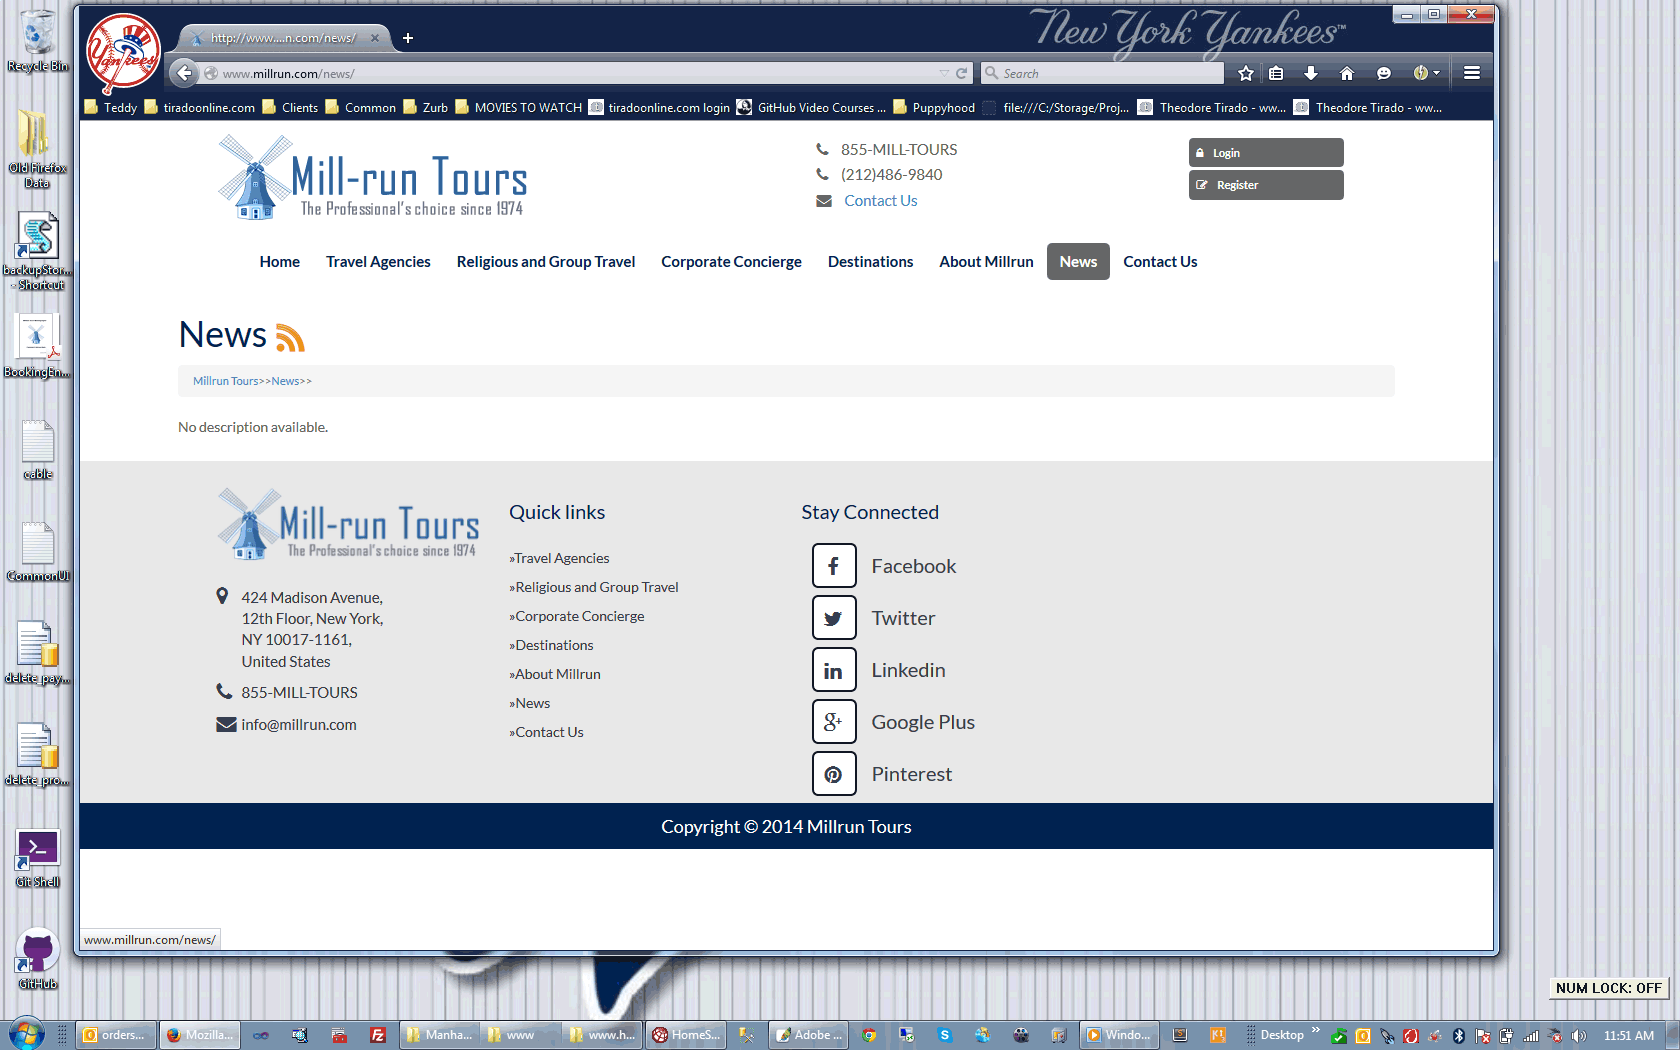 Recycle Bin
Old Firefox
Data
backupStor...
- Shortcut
BookingEn...
cable
CommonUI
delete_pay...
delete_pro...
Git Shell
GitHub
Yankees
http://www....n.com/news/
New York Yankees™
www.millrun.com/news/
Search
Teddy tiradoonline.com Clients Common Zurb MOVIES TO WATCH tiradoonline.com login GitHub Video Courses ... Puppyhood file:///C:/Storage/Proj... Theodore Tirado - ww... Theodore Tirado - ww...
Mill-run Tours
The Professional's choice since 1974
855-MILL-TOURS
(212)486-9840
Contact Us
Login
Register
Home Travel Agencies Religious and Group Travel Corporate Concierge Destinations About Millrun News Contact Us
News
Millrun Tours>>News>>
No description available.
Mill-run Tours
The Professional's choice since 1974
424 Madison Avenue,
12th Floor, New York,
NY 10017-1161,
United States
855-MILL-TOURS
info@millrun.com
Quick links
»Travel Agencies
»Religious and Group Travel
»Corporate Concierge
»Destinations
»About Millrun
»News
»Contact Us
Stay Connected
Facebook
Twitter
Linkedin
Google Plus
Pinterest
Copyright © 2014 Millrun Tours
www.millrun.com/news/
NUM LOCK: OFF
orders... Mozilla... Manha... www www.h... HomeS... Adobe ... Windo... Desktop » 11:51 AM